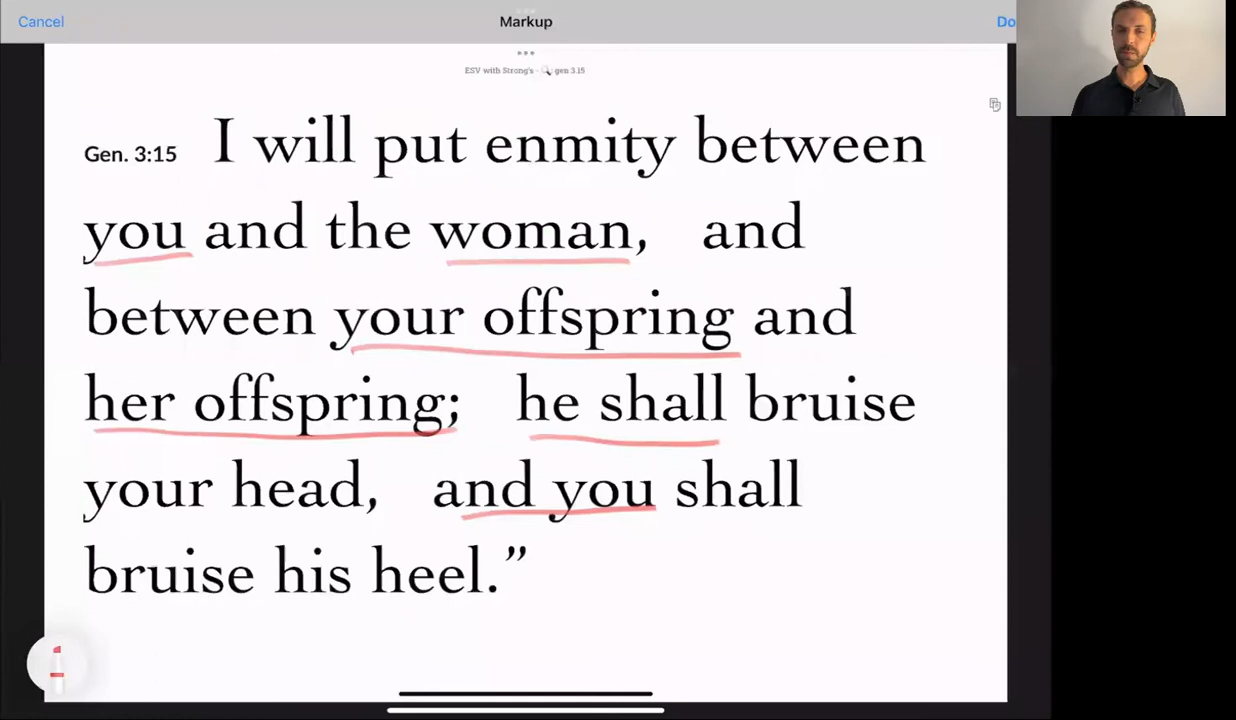 Cancel
Markup
Do
ESV with Strong's - gen 3.15
Gen. 3:15 I will put enmity between
you and the woman, and
between your offspring and
her offspring; he shall bruise
your head, and you shall
bruise his heel.”